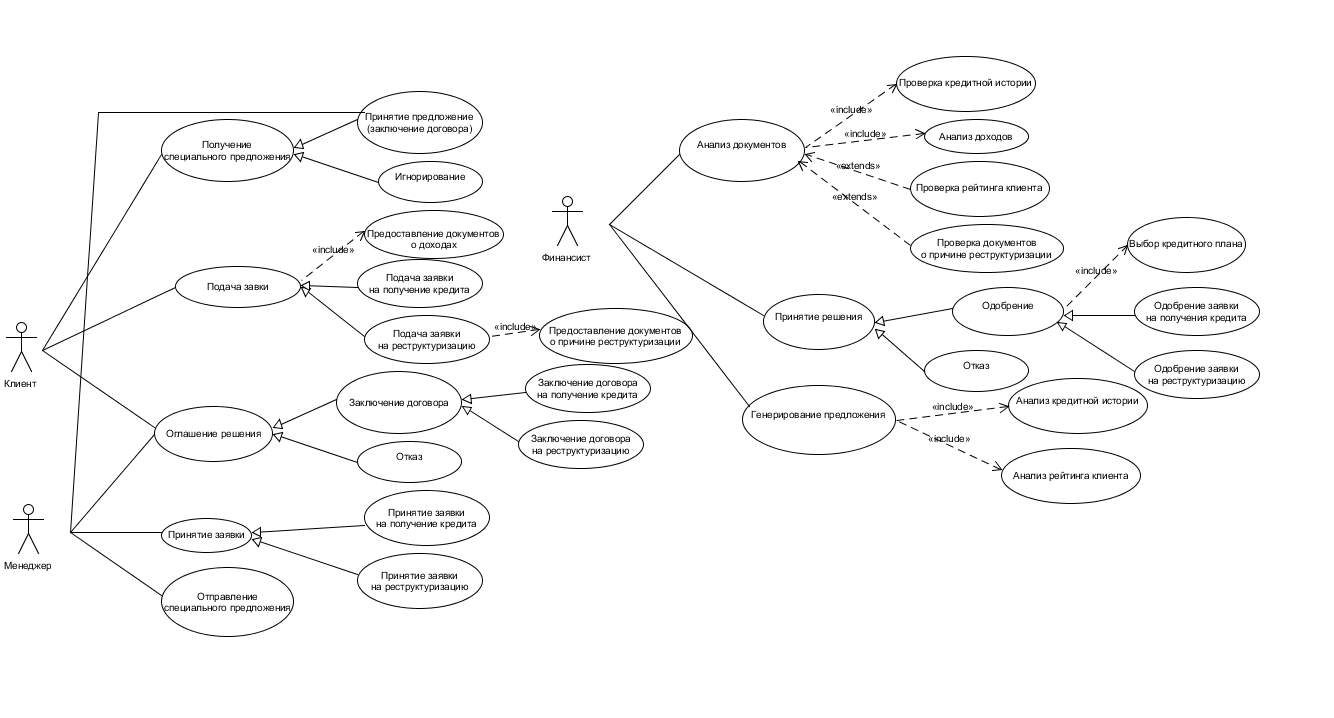 Принятие предложение
(заключение договора)
Получение
специального предложения
Игнорирование
Предоставление документов
о доходах
«include»
Подача завки
Подача заявки
на получение кредита
Подача заявки
на реструктуризацию
«include»
Предоставление документов
о причине реструктуризации
Клиент
Заключение договора
Заключение договора
на получение кредита
Оглашение решения
Заключение договора
на реструктуризацию
Отказ
Принятие заявки
на получение кредита
Принятие заявки
Менеджер
Принятие заявки
на реструктуризацию
Отправление
специального предложения
Проверка кредитной истории
«include»
Анализ доходов
«include»
Анализ документов
«extends»
Проверка рейтинга клиента
«extends»
Проверка документов
о причине реструктуризации
Финансист
Выбор кредитного плана
«include»
Одобрение
Одобрение заявки
на получения кредита
Принятие решения
Отказ
Одобрение заявки
на реструктуризацию
Анализ кредитной истории
«include»
Генерирование предложения
«include»
Анализ рейтинга клиента